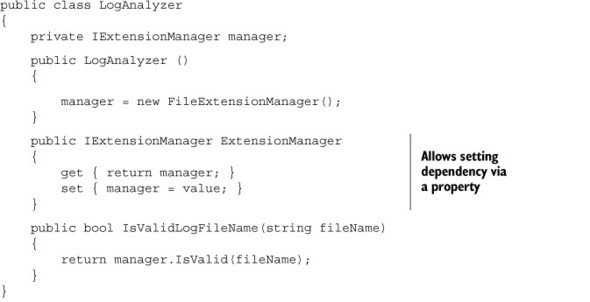 public class LogAnalyzer
{
    private IExtensionManager manager;
    public LogAnalyzer ()
    {
        manager = new FileExtensionManager();
    }
    public IExtensionManager ExtensionManager
    {
        get { return manager; }
        set { manager = value; }
    }
Allows setting
dependency via
a property
    public bool IsValidLogFileName(string fileName)
    {
        return manager.IsValid(fileName);
    }
}